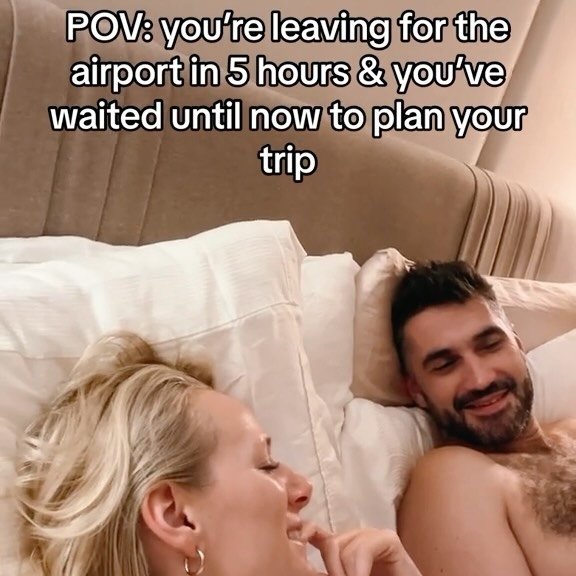 POV: you're leaving for the
airport in 5 hours & you've
waited until now to plan your
trip